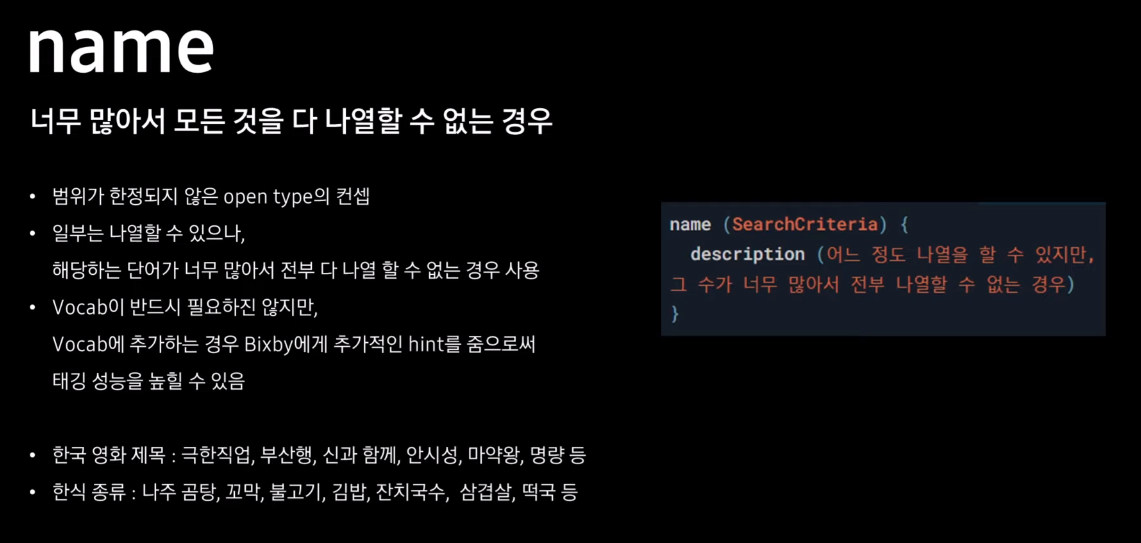 name
너무 많아서 모든 것을 다 나열할 수 없는 경우
• 범위가 한정되지 않은 open type의 컨셉
• 일부는 나열할 수 있으나,
해당하는 단어가 너무 많아서 전부 다 나열 할 수 없는 경우 사용
• Vocab이 반드시 필요하진 않지만,
Vocab에 추가하는 경우 Bixby에게 추가적인 hint를 줌으로써
태깅 성능을 높힐 수 있음
• 한국 영화 제목 : 극한직업, 부산행, 신과 함께, 안시성, 마약왕, 명량 등
• 한식 종류 : 나주 곰탕, 꼬막, 불고기, 김밥, 잔치국수, 삼겹살, 떡국 등
name (SearchCriteria) {
description (어느 정도 나열을 할 수 있지만,
그 수가 너무 많아서 전부 나열할 수 없는 경우)
}